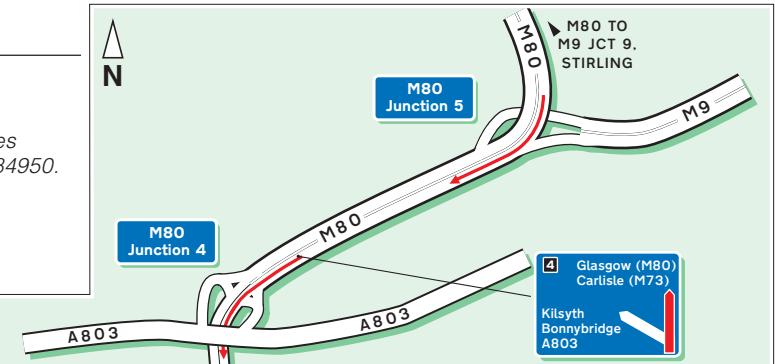 N
es
34950.
M80
M80 TO
M9 JCT 9,
STIRLING
M80
Junction 5
M9
M80
M80
Junction 4
A803
A803
4 Glasgow (M80)
Carlisle (M73)
Kilsyth
Bonnybridge
A803